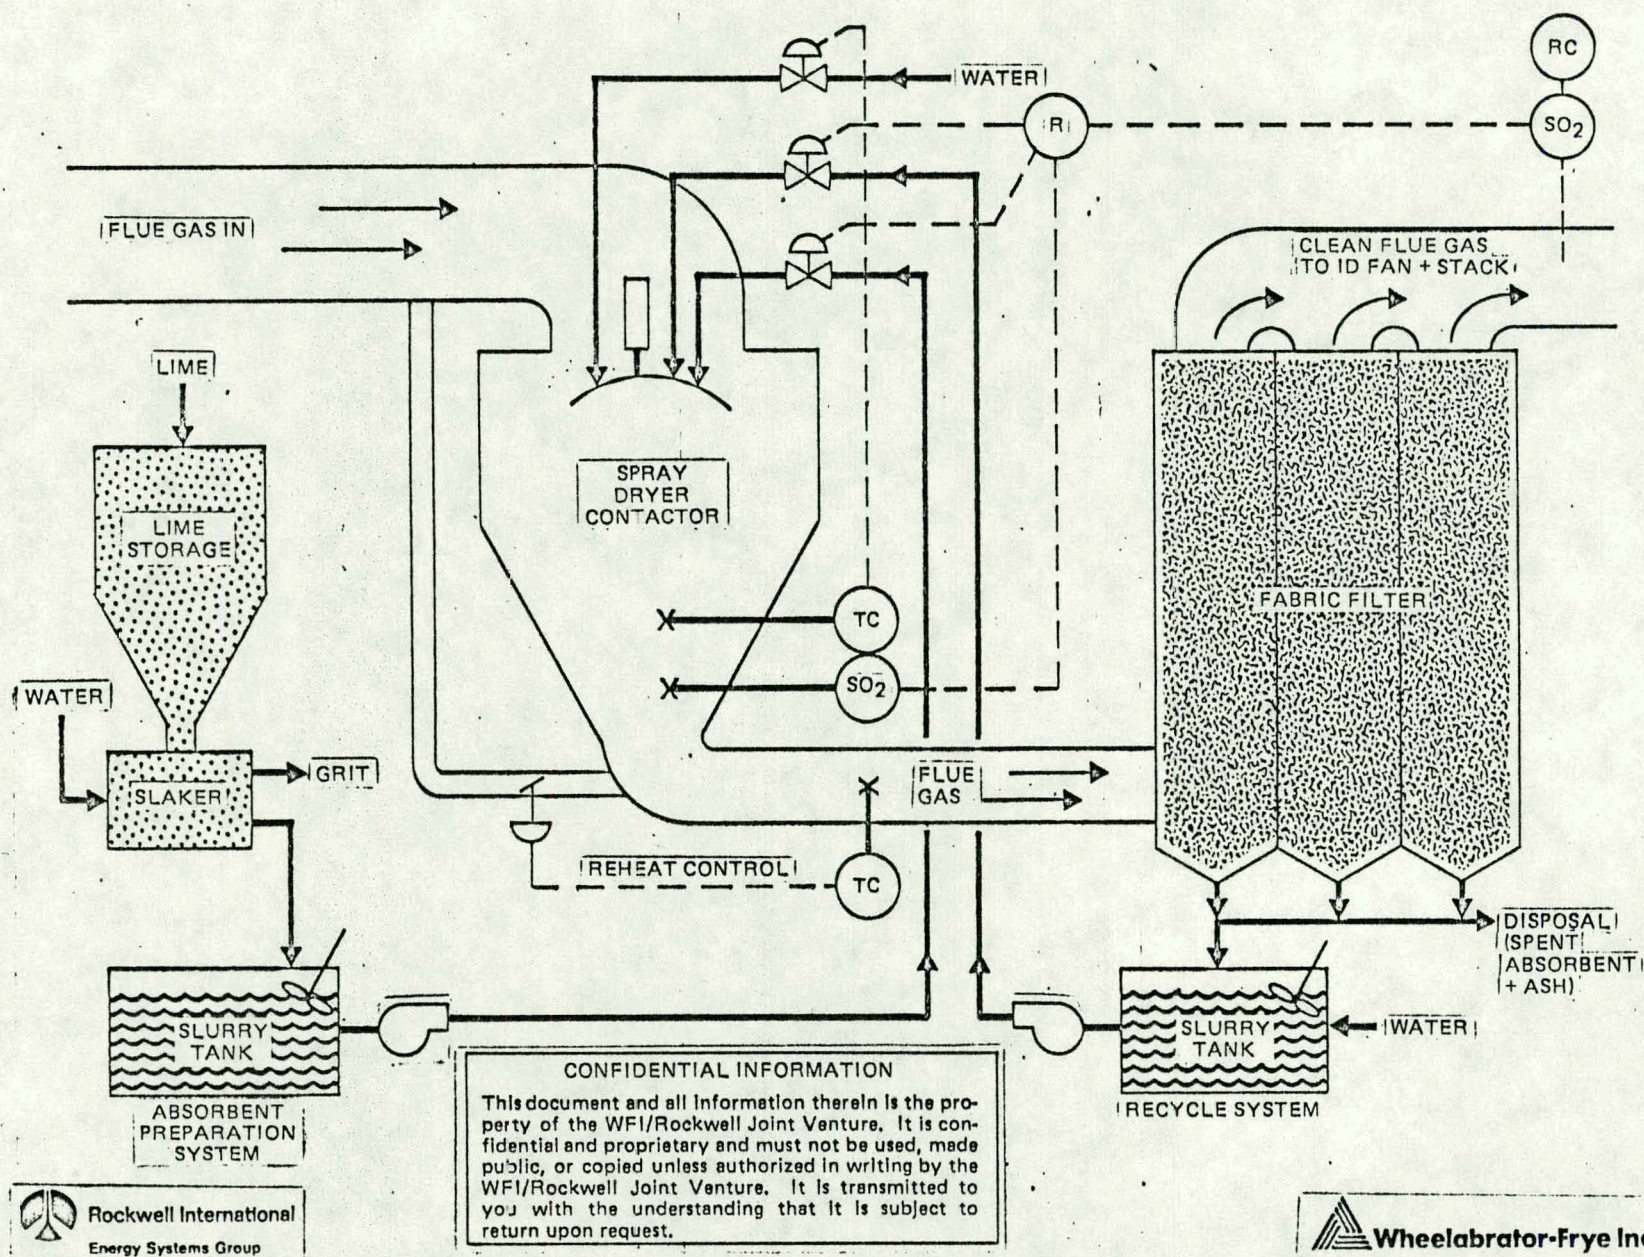 WATER
RC
R
SO2
FLUE GAS IN
CLEAN FLUE GAS
TO ID FAN + STACK
LIME
SPRAY
DRYER
CONTACTOR
LIME
STORAGE
FABRIC FILTER
TC
SO2
WATER
GRIT
SLAKER
FLUE
GAS
REHEAT CONTROL
TC
DISPOSAL
(SPENT
ABSORBENT
+ ASH)
SLURRY
TANK
SLURRY
TANK
WATER
ABSORBENT
PREPARATION
SYSTEM
RECYCLE SYSTEM
CONFIDENTIAL INFORMATION
This document and all information therein is the pro-
perty of the WFI/Rockwell Joint Venture. It is con-
fidential and proprietary and must not be used, made
public, or copied unless authorized in writing by the
WFI/Rockwell Joint Venture. It is transmitted to
you with the understanding that it is subject to
return upon request.
Rockwell International
Energy Systems Group
Wheelabrator-Frye Inc